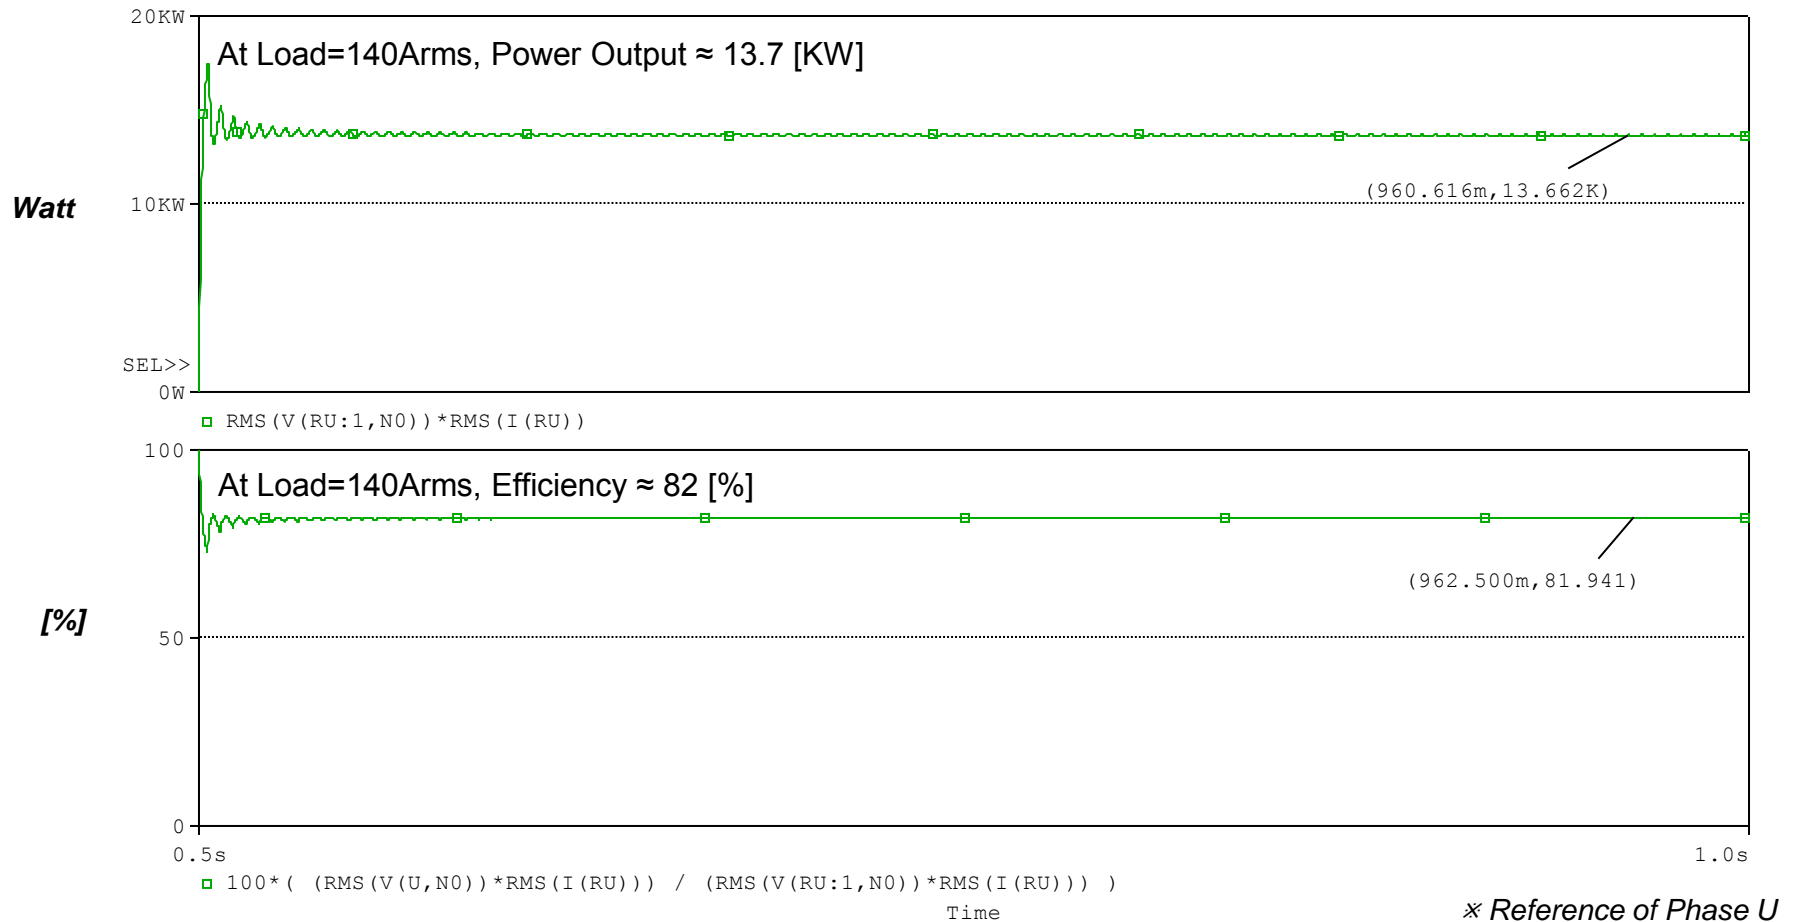 20KW
At Load=140Arms, Power Output ≈ 13.7 [KW]
(960.616m,13.662K)
Watt
10KW
SEL>>
0W
RMS(V(RU:1,N0))*RMS(I(RU))
100
At Load=140Arms, Efficiency ≈ 82 [%]
(962.500m,81.941)
[%]
50
0
0.5s
1.0s
100*( (RMS(V(U,N0))*RMS(I(RU))) / (RMS(V(RU:1,N0))*RMS(I(RU))) )
Time
※ Reference of Phase U